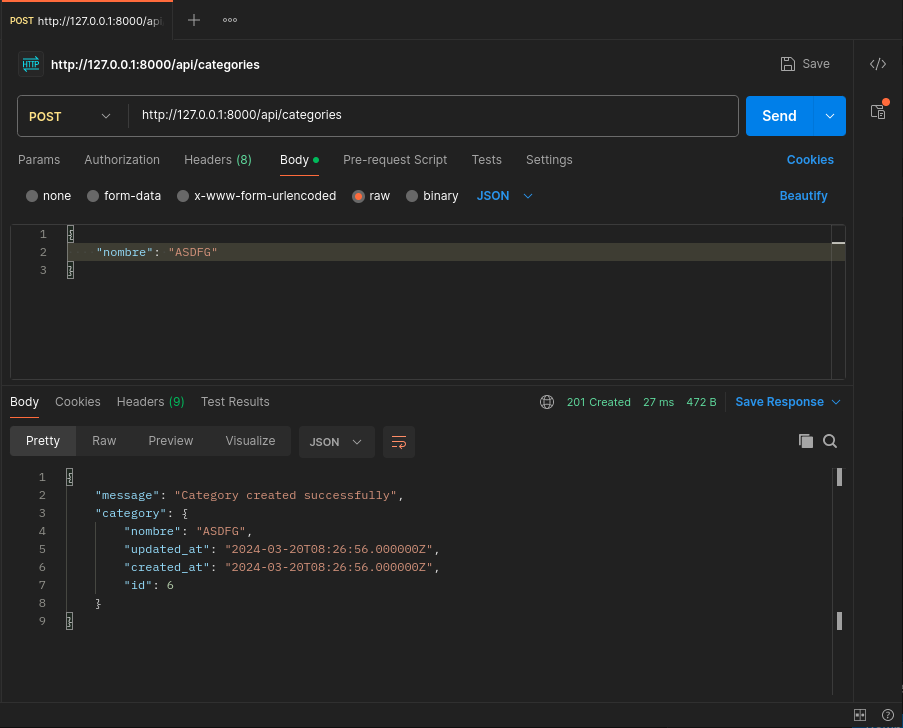 POST http://127.0.0.1:8000/api
HTTP http://127.0.0.1:8000/api/categories Save
POST http://127.0.0.1:8000/api/categories Send
Params Authorization Headers (8) Body Pre-request Script Tests Settings Cookies
none form-data x-www-form-urlencoded raw binary JSON Beautify
1 {
2 "nombre": "ASDFG"
3 }
Body Cookies Headers (9) Test Results 201 Created 27 ms 472 B Save Response
Pretty Raw Preview Visualize JSON
1 {
2 "message": "Category created successfully",
3 "category": {
4 "nombre": "ASDFG",
5 "updated_at": "2024-03-20T08:26:56.000000Z",
6 "created_at": "2024-03-20T08:26:56.000000Z",
7 "id": 6
8 }
9 }